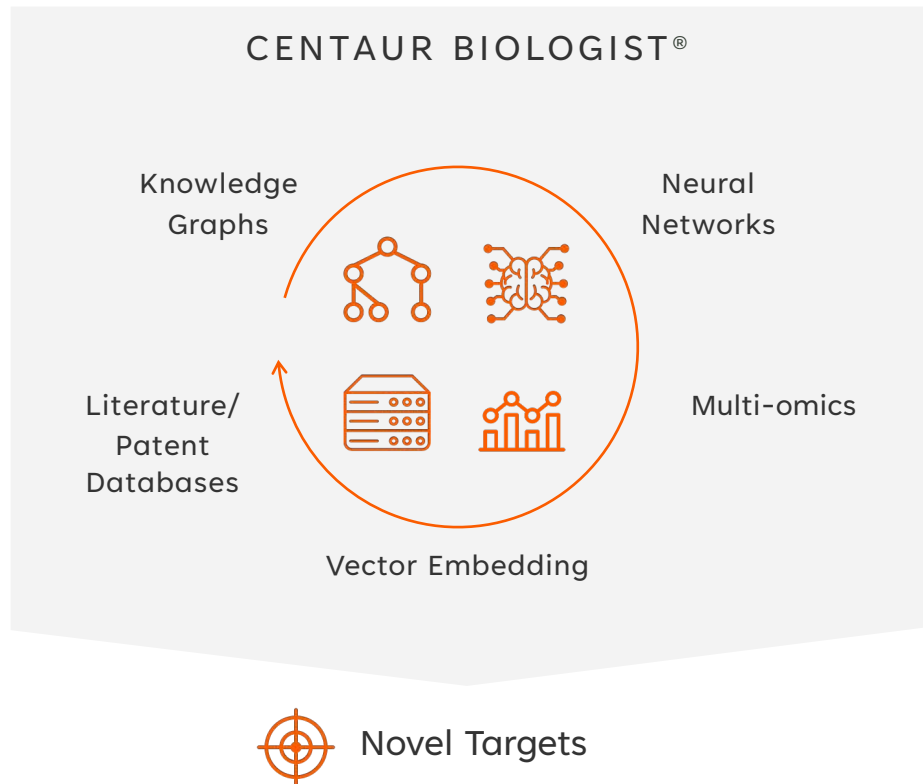 CENTAUR BIOLOGIST®
Knowledge
Graphs
Neural
Networks
Literature/
Patent
Databases
Multi-omics
Vector Embedding
Novel Targets